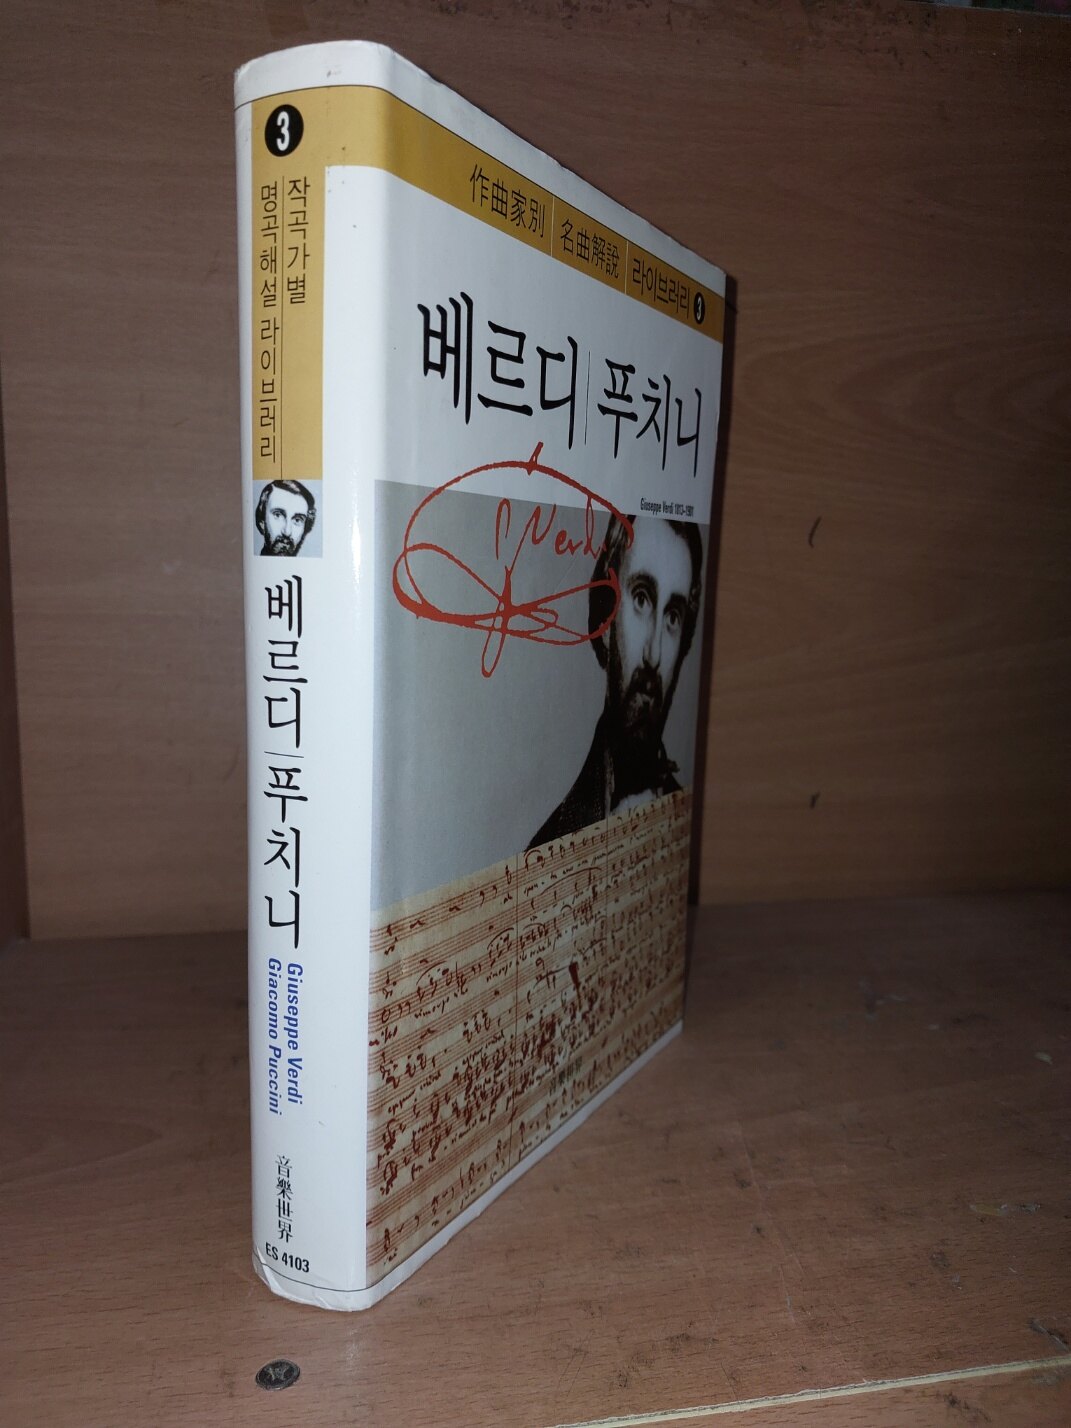 3
작곡가별
명곡해설 라이브러리
베르디 | 푸치니
Giuseppe Verdi
Giacomo Puccini
音樂世界
ES 4103
作曲家別 | 名曲解說 | 라이브러리 3
베르디 | 푸치니
Giuseppe Verdi 1813-1901
G Verdi